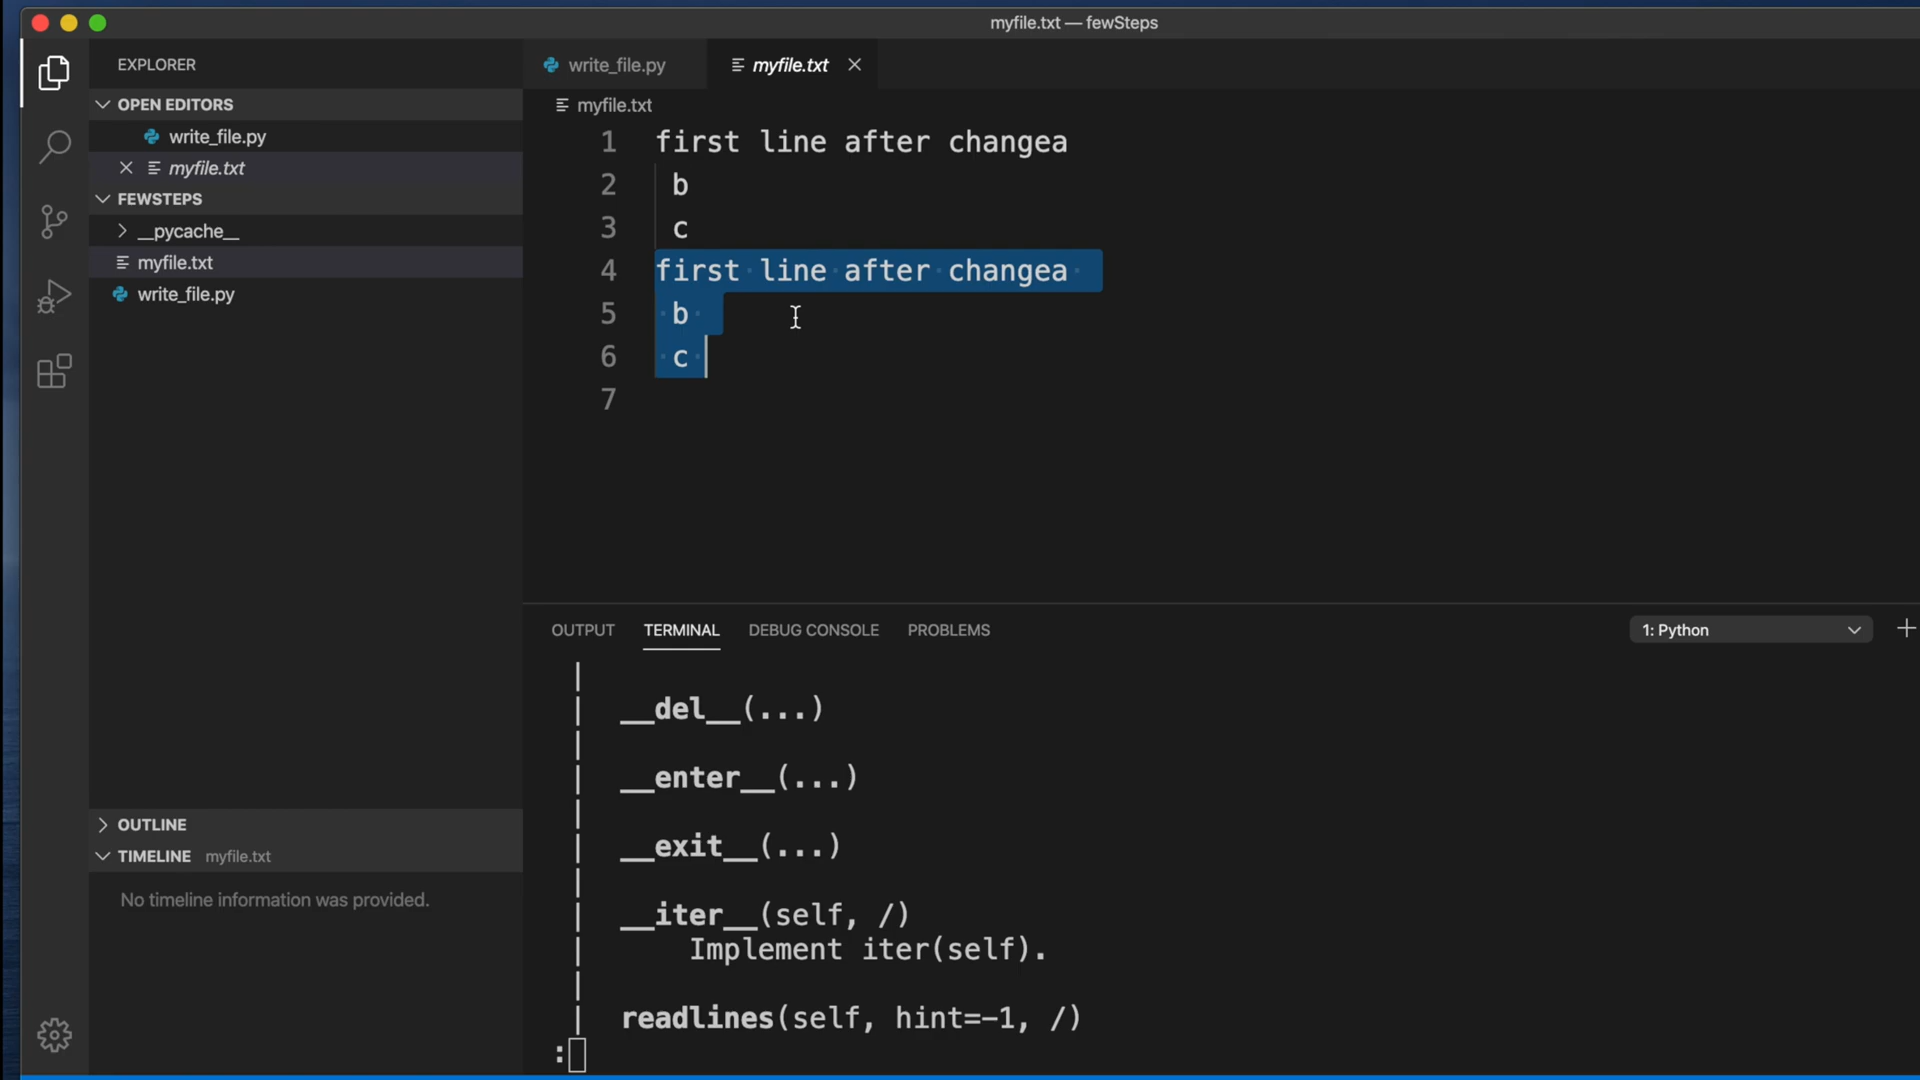 myfile.txt — fewSteps
EXPLORER
OPEN EDITORS
write_file.py
myfile.txt
FEWSTEPS
__pycache__
myfile.txt
write_file.py
OUTLINE
TIMELINE myfile.txt
No timeline information was provided.
write_file.py myfile.txt
myfile.txt
1 first line after changea
2 b
3 c
4 first line after changea
5 b
6 c
7
OUTPUT TERMINAL DEBUG CONSOLE PROBLEMS 1: Python
|
| __del__(...)
|
| __enter__(...)
|
| __exit__(...)
|
| __iter__(self, /)
| Implement iter(self).
|
| readlines(self, hint=-1, /)
: